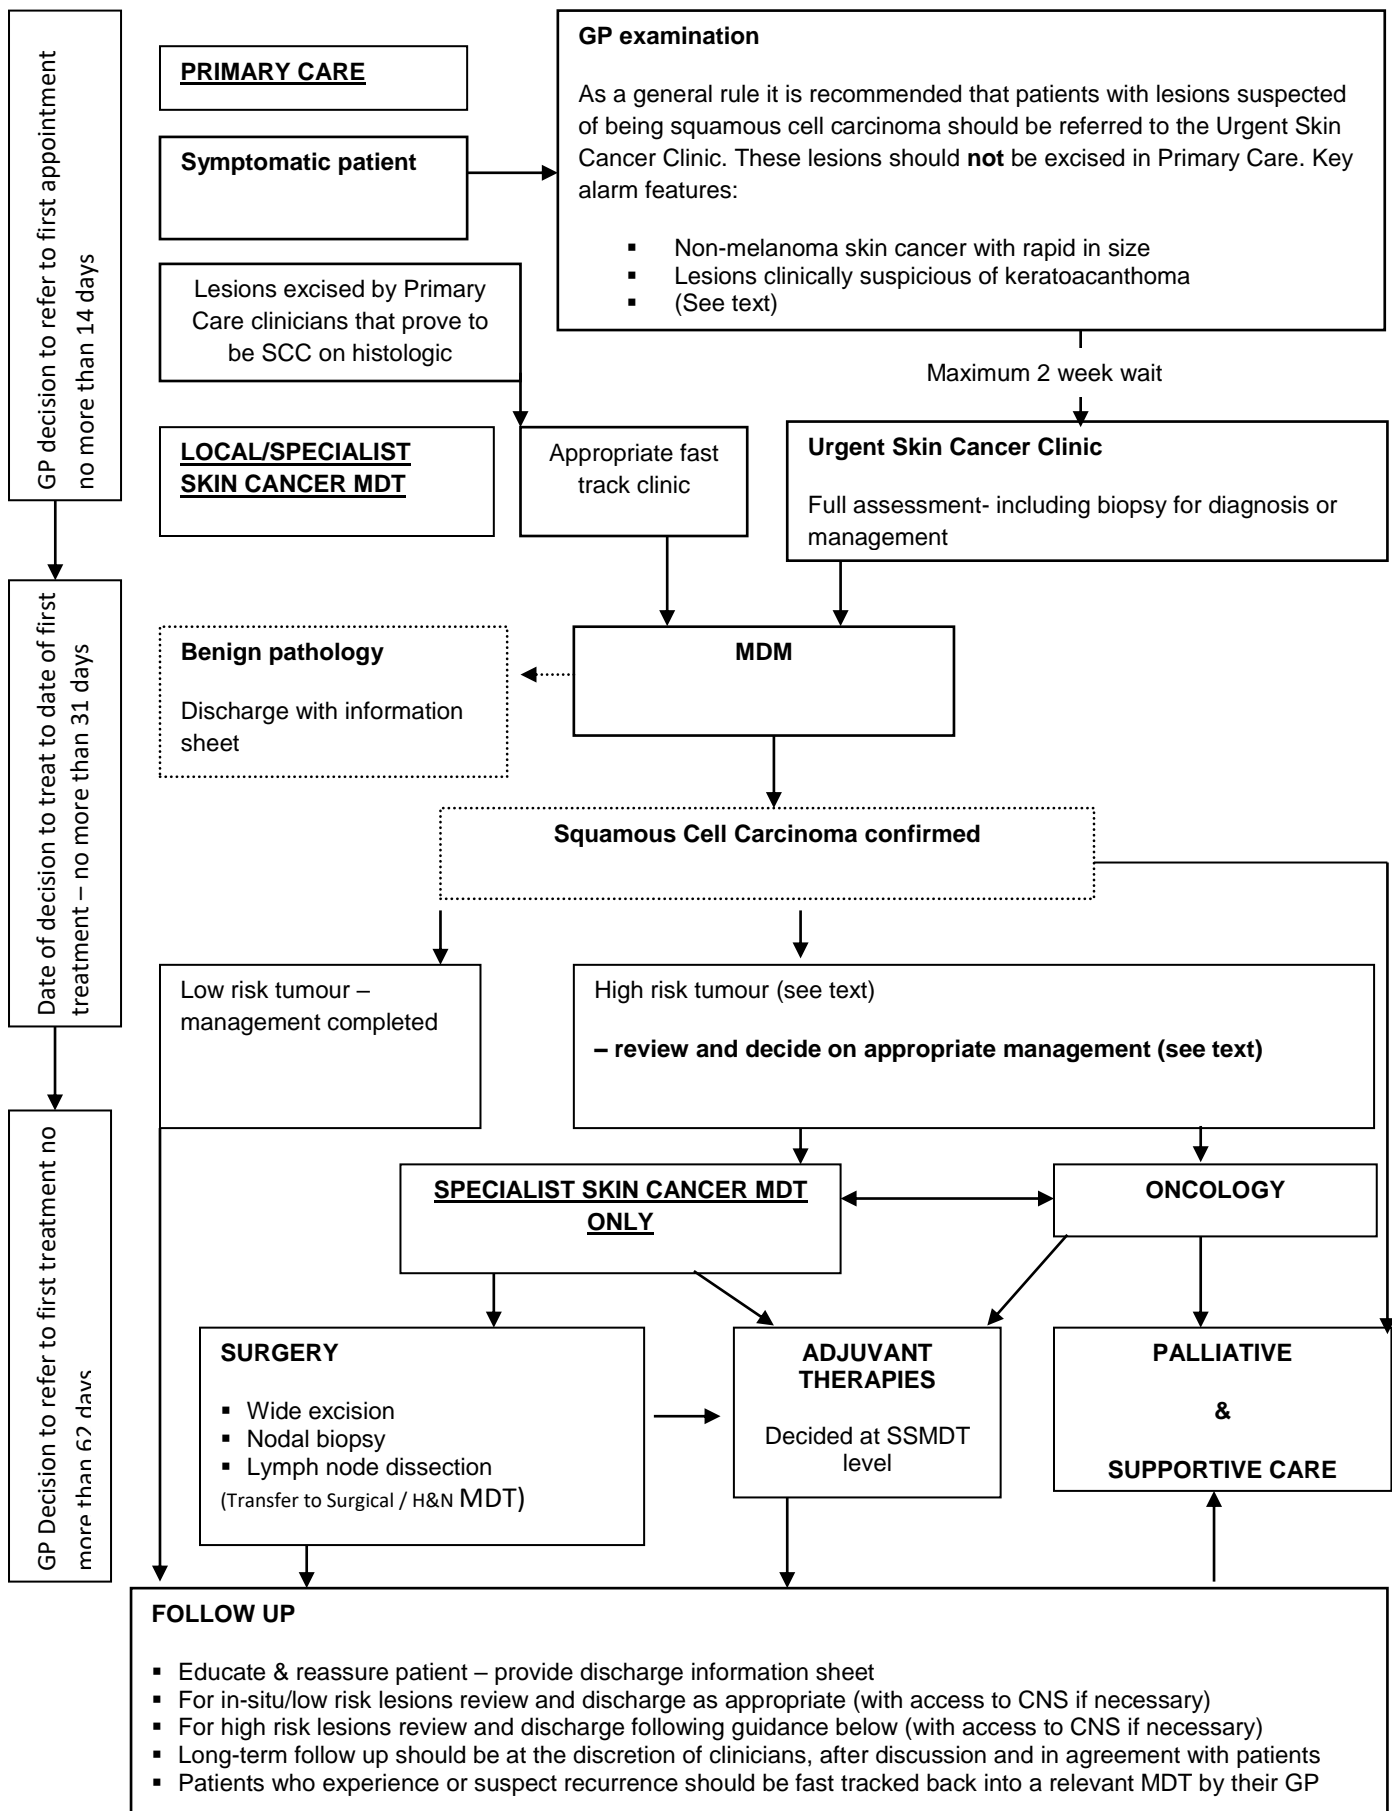 GP decision to refer to first appointment
no more than 14 days
Date of decision to treat to date of first
treatment – no more than 31 days
GP Decision to refer to first treatment no
more than 62 days
PRIMARY CARE
Symptomatic patient
GP examination
As a general rule it is recommended that patients with lesions suspected
of being squamous cell carcinoma should be referred to the Urgent Skin
Cancer Clinic. These lesions should not be excised in Primary Care. Key
alarm features:
▪ Non-melanoma skin cancer with rapid in size
▪ Lesions clinically suspicious of keratoacanthoma
▪ (See text)
Lesions excised by Primary
Care clinicians that prove to
be SCC on histologic
Maximum 2 week wait
LOCAL/SPECIALIST
SKIN CANCER MDT
Appropriate fast
track clinic
Urgent Skin Cancer Clinic
Full assessment- including biopsy for diagnosis or
management
Benign pathology
Discharge with information
sheet
MDM
Squamous Cell Carcinoma confirmed
Low risk tumour –
management completed
High risk tumour (see text)
– review and decide on appropriate management (see text)
SPECIALIST SKIN CANCER MDT
ONLY
ONCOLOGY
SURGERY
▪ Wide excision
▪ Nodal biopsy
▪ Lymph node dissection
(Transfer to Surgical / H&N MDT)
ADJUVANT
THERAPIES
Decided at SSMDT
level
PALLIATIVE
&
SUPPORTIVE CARE
FOLLOW UP
▪ Educate & reassure patient – provide discharge information sheet
▪ For in-situ/low risk lesions review and discharge as appropriate (with access to CNS if necessary)
▪ For high risk lesions review and discharge following guidance below (with access to CNS if necessary)
▪ Long-term follow up should be at the discretion of clinicians, after discussion and in agreement with patients
▪ Patients who experience or suspect recurrence should be fast tracked back into a relevant MDT by their GP